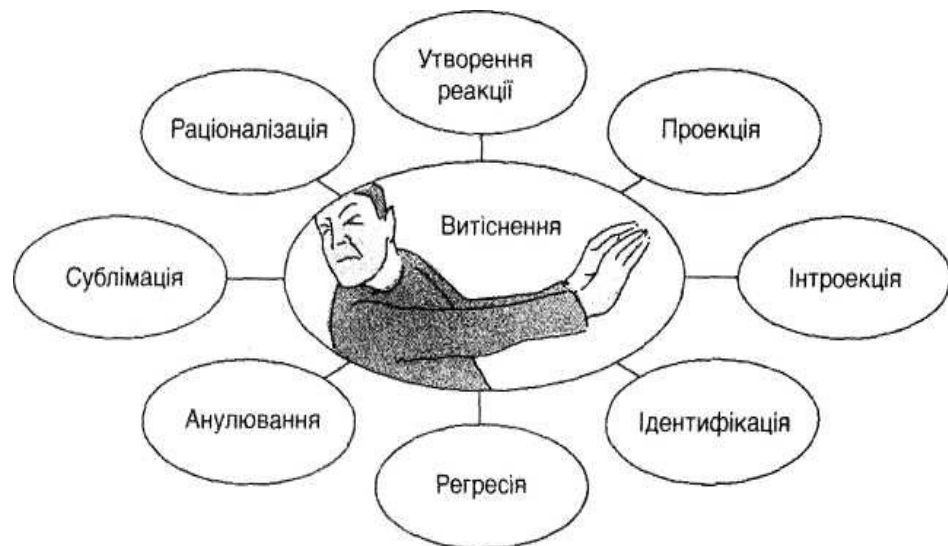 Утворення
реакції
Раціоналізація
Проекція
Витіснення
Сублімація
Інтроекція
Анулювання
Ідентифікація
Регресія